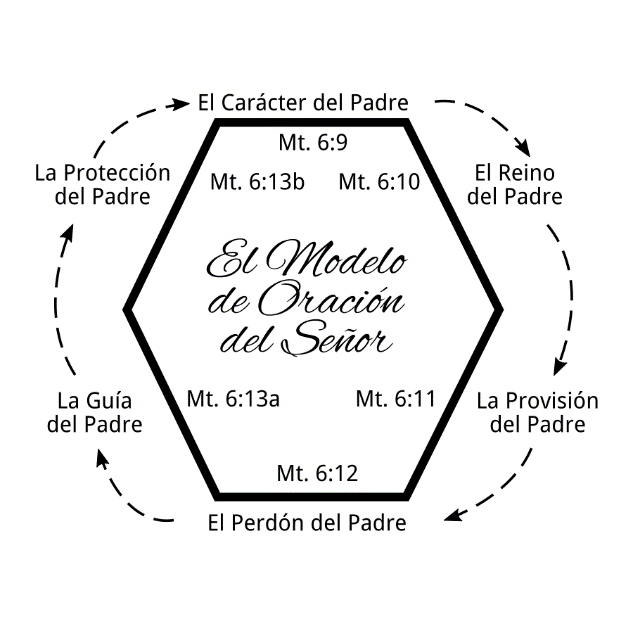 El Carácter del Padre
Mt. 6:9
La Protección
del Padre
Mt. 6:13b
Mt. 6:10
El Reino
del Padre
El Modelo
de Oración
del Señor
La Guía
del Padre
Mt. 6:13a
Mt. 6:11
La Provisión
del Padre
Mt. 6:12
El Perdón del Padre